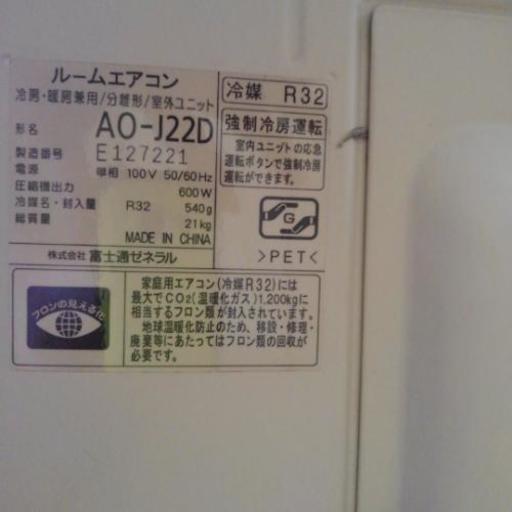 ルームエアコン
冷房・暖房兼用/分離形/室外ユニット
形名 AO-J22D
製造番号 E127221
電源 単相 100V 50/60Hz
圧縮機出力 600W
冷媒名・封入量 R32 540g
総質量 21kg
MADE IN CHINA
株式会社 富士通ゼネラル
冷媒 R32
強制冷房運転
室内ユニットの応急
運転ボタンで強制冷房
運転ができます。
G
>PET<
フロンの見える化
家庭用エアコン(冷媒R32)には
最大でCO2(温暖化ガス)1,200kgに
相当するフロン類が封入されています。
地球温暖化防止のため、移設・修理・
廃棄等にあたってはフロン類の回収が
必要です。